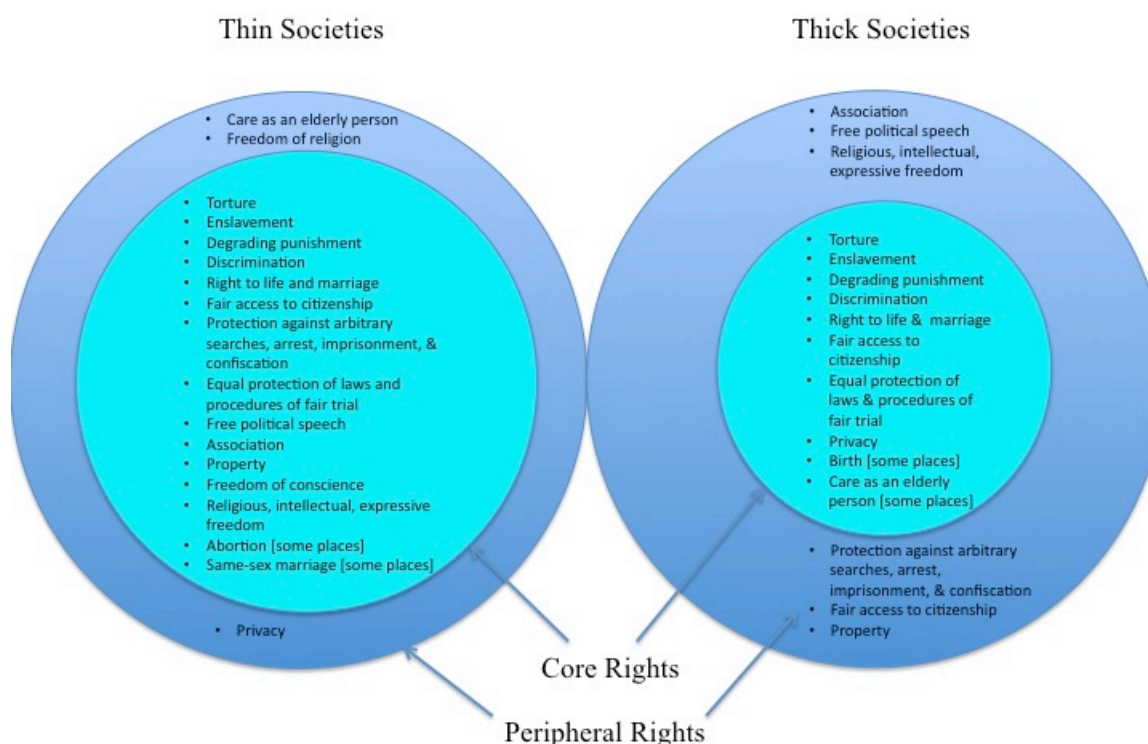 Thin Societies
Thick Societies
• Care as an elderly person
• Freedom of religion
• Torture
• Enslavement
• Degrading punishment
• Discrimination
• Right to life and marriage
• Fair access to citizenship
• Protection against arbitrary
searches, arrest, imprisonment, &
confiscation
• Equal protection of laws and
procedures of fair trial
• Free political speech
• Association
• Property
• Freedom of conscience
• Religious, intellectual, expressive
freedom
• Abortion [some places]
• Same-sex marriage [some places]
• Privacy
• Association
• Free political speech
• Religious, intellectual,
expressive freedom
• Torture
• Enslavement
• Degrading punishment
• Discrimination
• Right to life & marriage
• Fair access to
citizenship
• Equal protection of
laws & procedures of
fair trial
• Privacy
• Birth [some places]
• Care as an elderly
person [some places]
• Protection against arbitrary
searches, arrest,
imprisonment, & confiscation
• Fair access to citizenship
• Property
Core Rights
Peripheral Rights